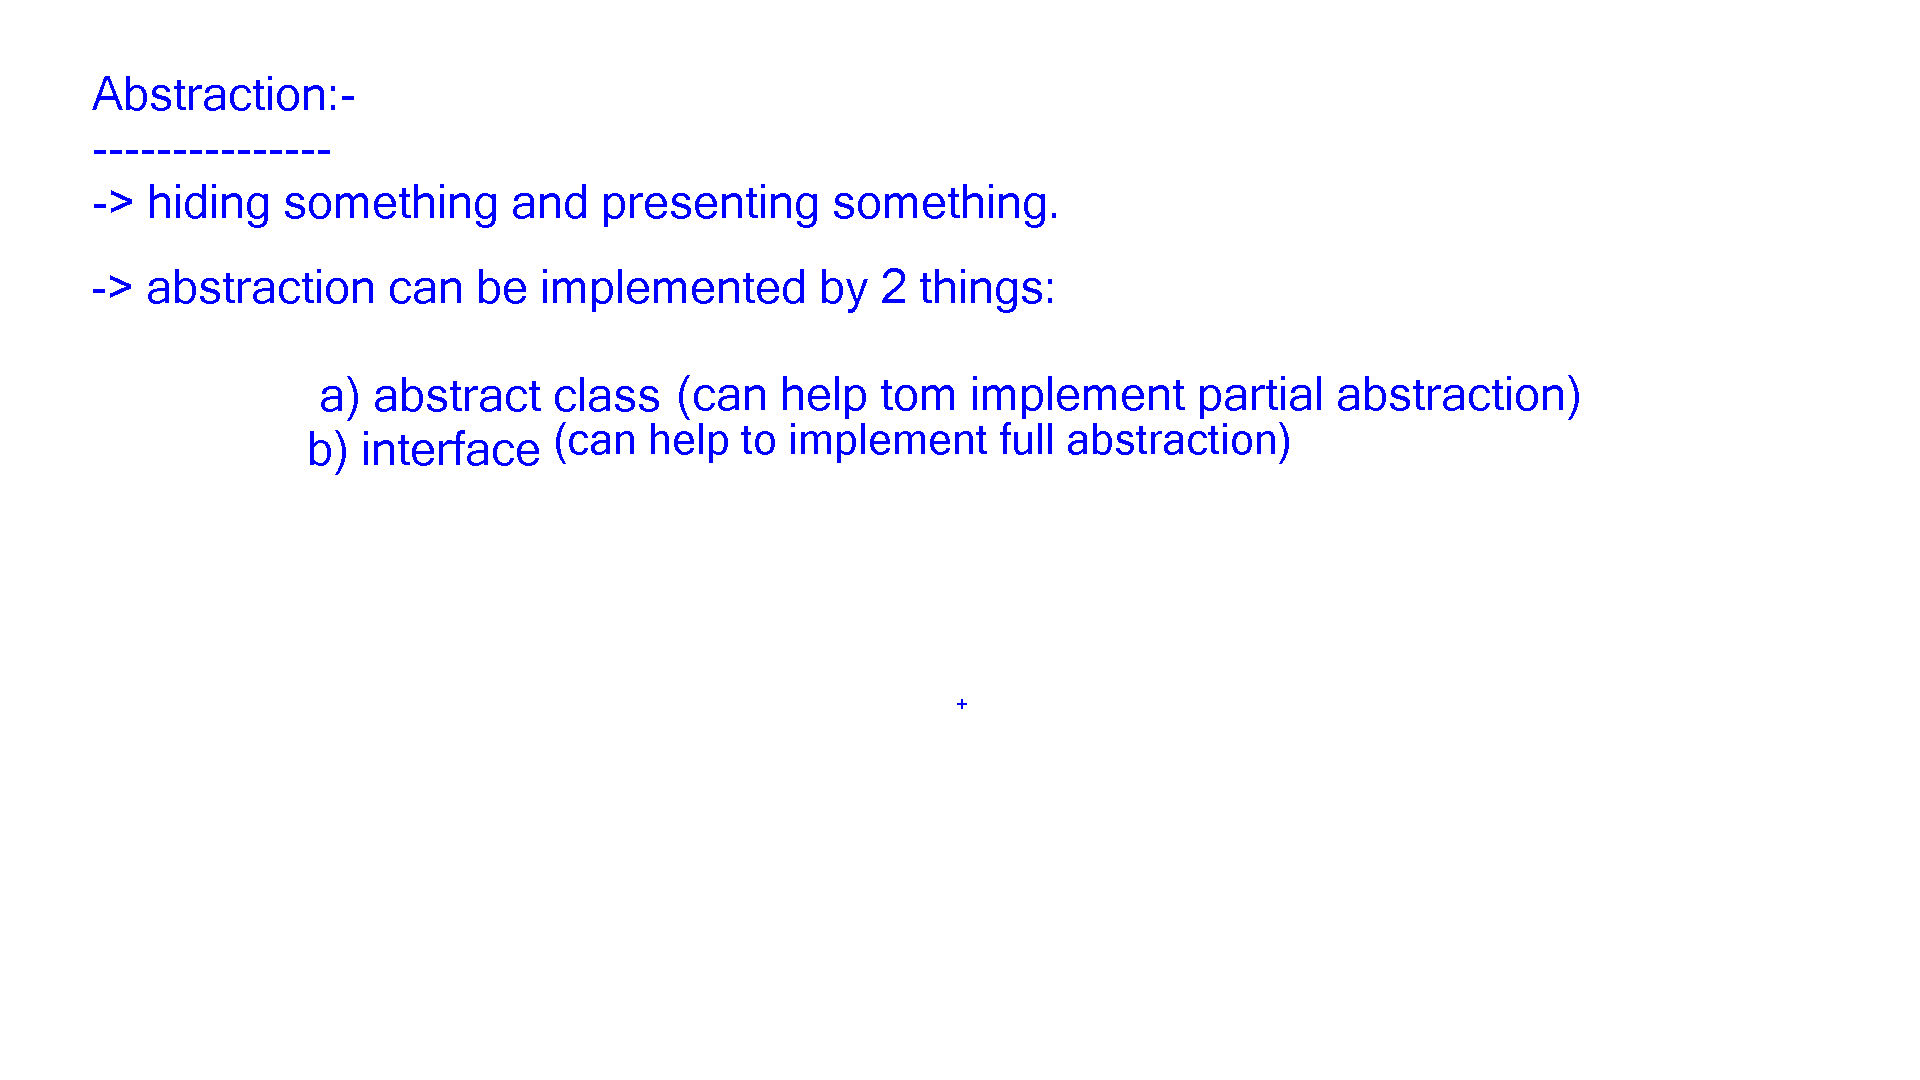 Abstraction:-
---------------
-> hiding something and presenting something.
-> abstraction can be implemented by 2 things:
a) abstract class (can help tom implement partial abstraction)
b) interface (can help to implement full abstraction)